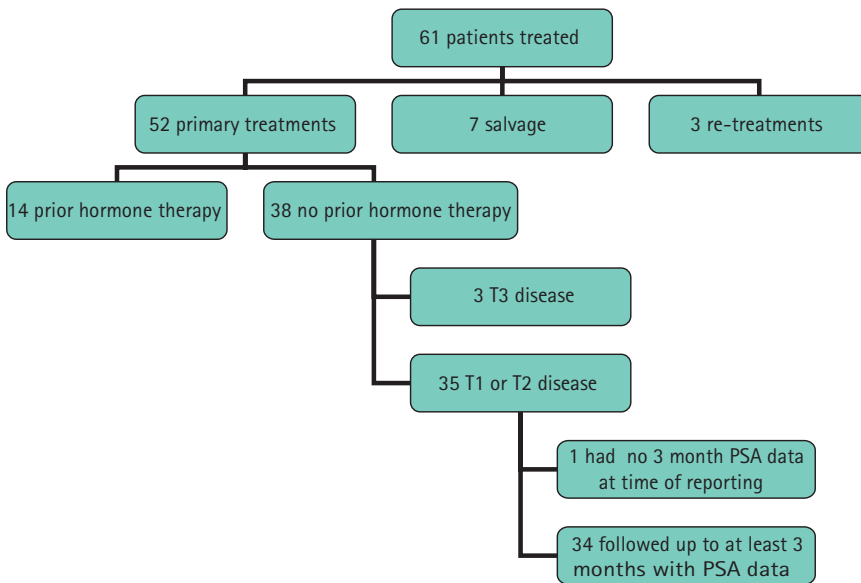 61 patients treated
52 primary treatments
7 salvage
3 re-treatments
14 prior hormone therapy
38 no prior hormone therapy
3 T3 disease
35 T1 or T2 disease
1 had no 3 month PSA data
at time of reporting
34 followed up to at least 3
months with PSA data